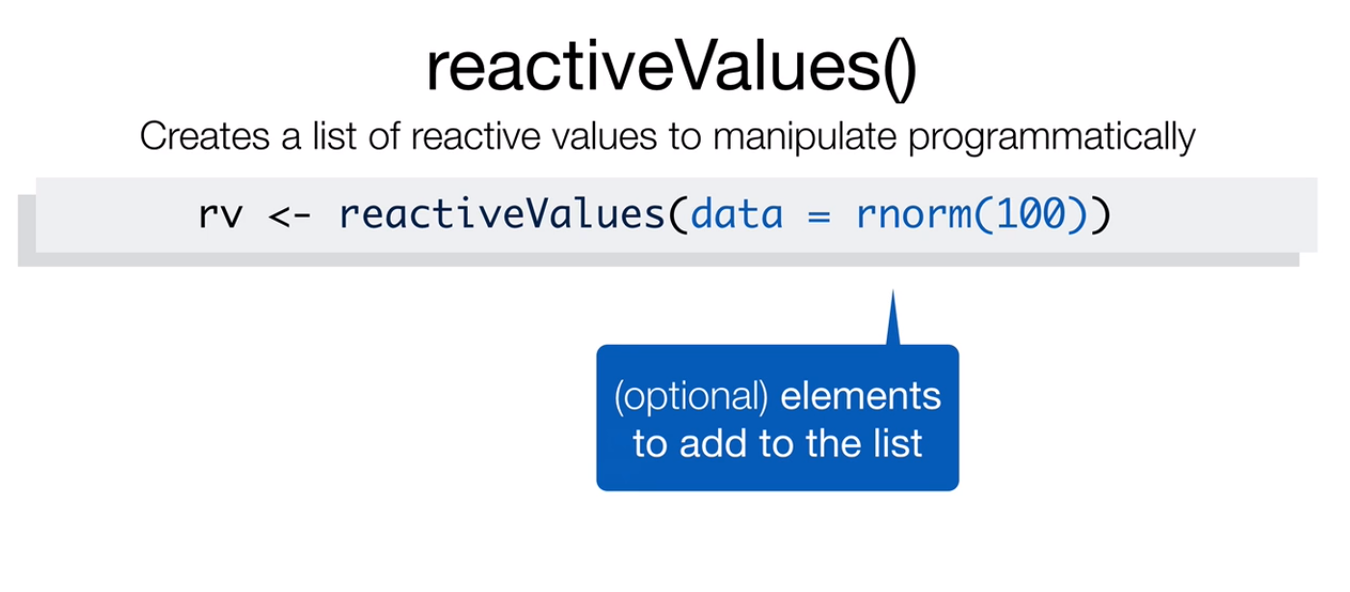 reactiveValues()
Creates a list of reactive values to manipulate programmatically
rv <- reactiveValues(data = rnorm(100))
(optional) elements
to add to the list